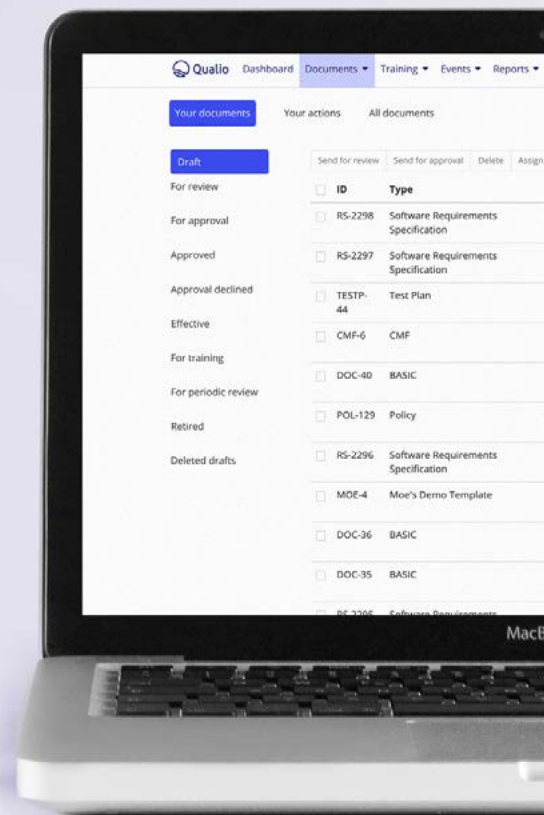 Qualio Dashboard Documents Training Events Reports
Your documents Your actions All documents
Draft
For review
For approval
Approved
Approval declined
Effective
For training
For periodic review
Retired
Deleted drafts
Send for review Send for approval Delete Assign
ID Type
RS-2298 Software Requirements
Specification
RS-2297 Software Requirements
Specification
TESTP- Test Plan
44
CMF-6 CMF
DOC-40 BASIC
POL-129 Policy
RS-2296 Software Requirements
Specification
MOE-4 Moe's Demo Template
DOC-36 BASIC
DOC-35 BASIC
RS-2295 Software Requirements
MacB